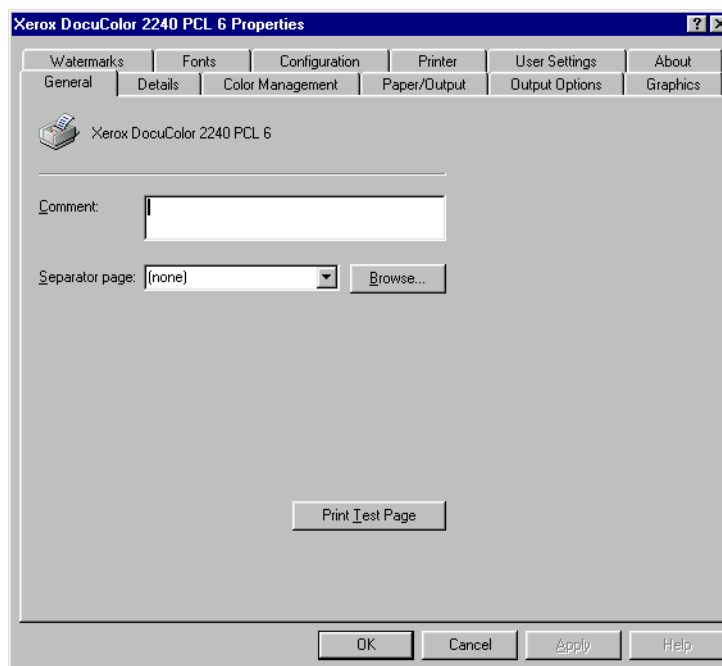 Xerox DocuColor 2240 PCL 6 Properties
Watermarks Fonts Configuration Printer User Settings About
General Details Color Management Paper/Output Output Options Graphics
Xerox DocuColor 2240 PCL 6
Comment:
Separator page: (none) Browse...
Print Test Page
OK Cancel Apply Help